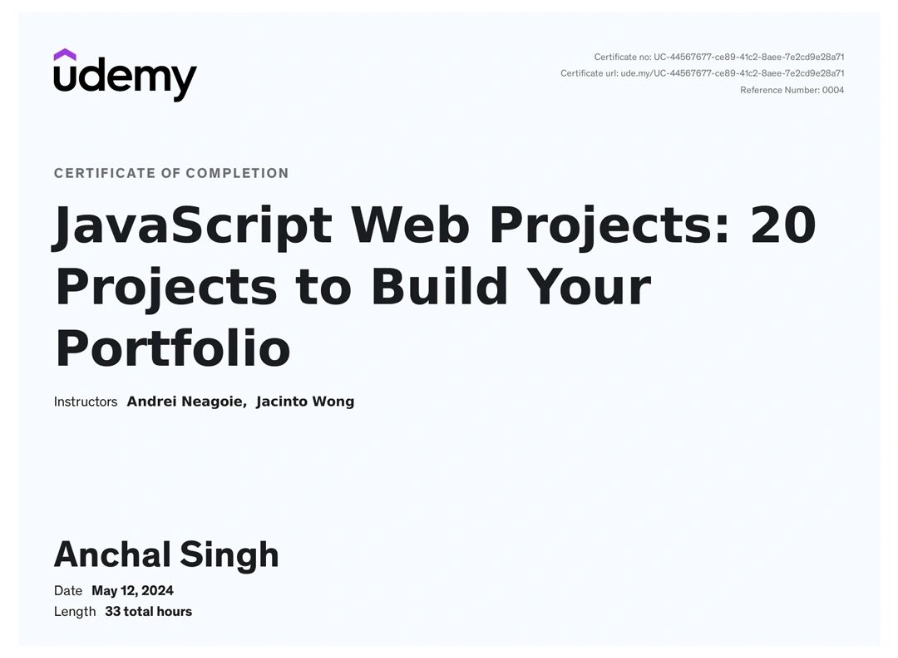 udemy
Certificate no: UC-44567677-ce89-41c2-8aee-7e2cd9e28a71
Certificate url: ude.my/UC-44567677-ce89-41c2-8aee-7e2cd9e28a71
Reference Number: 0004
CERTIFICATE OF COMPLETION
JavaScript Web Projects: 20
Projects to Build Your
Portfolio
Instructors Andrei Neagoie, Jacinto Wong
Anchal Singh
Date May 12, 2024
Length 33 total hours